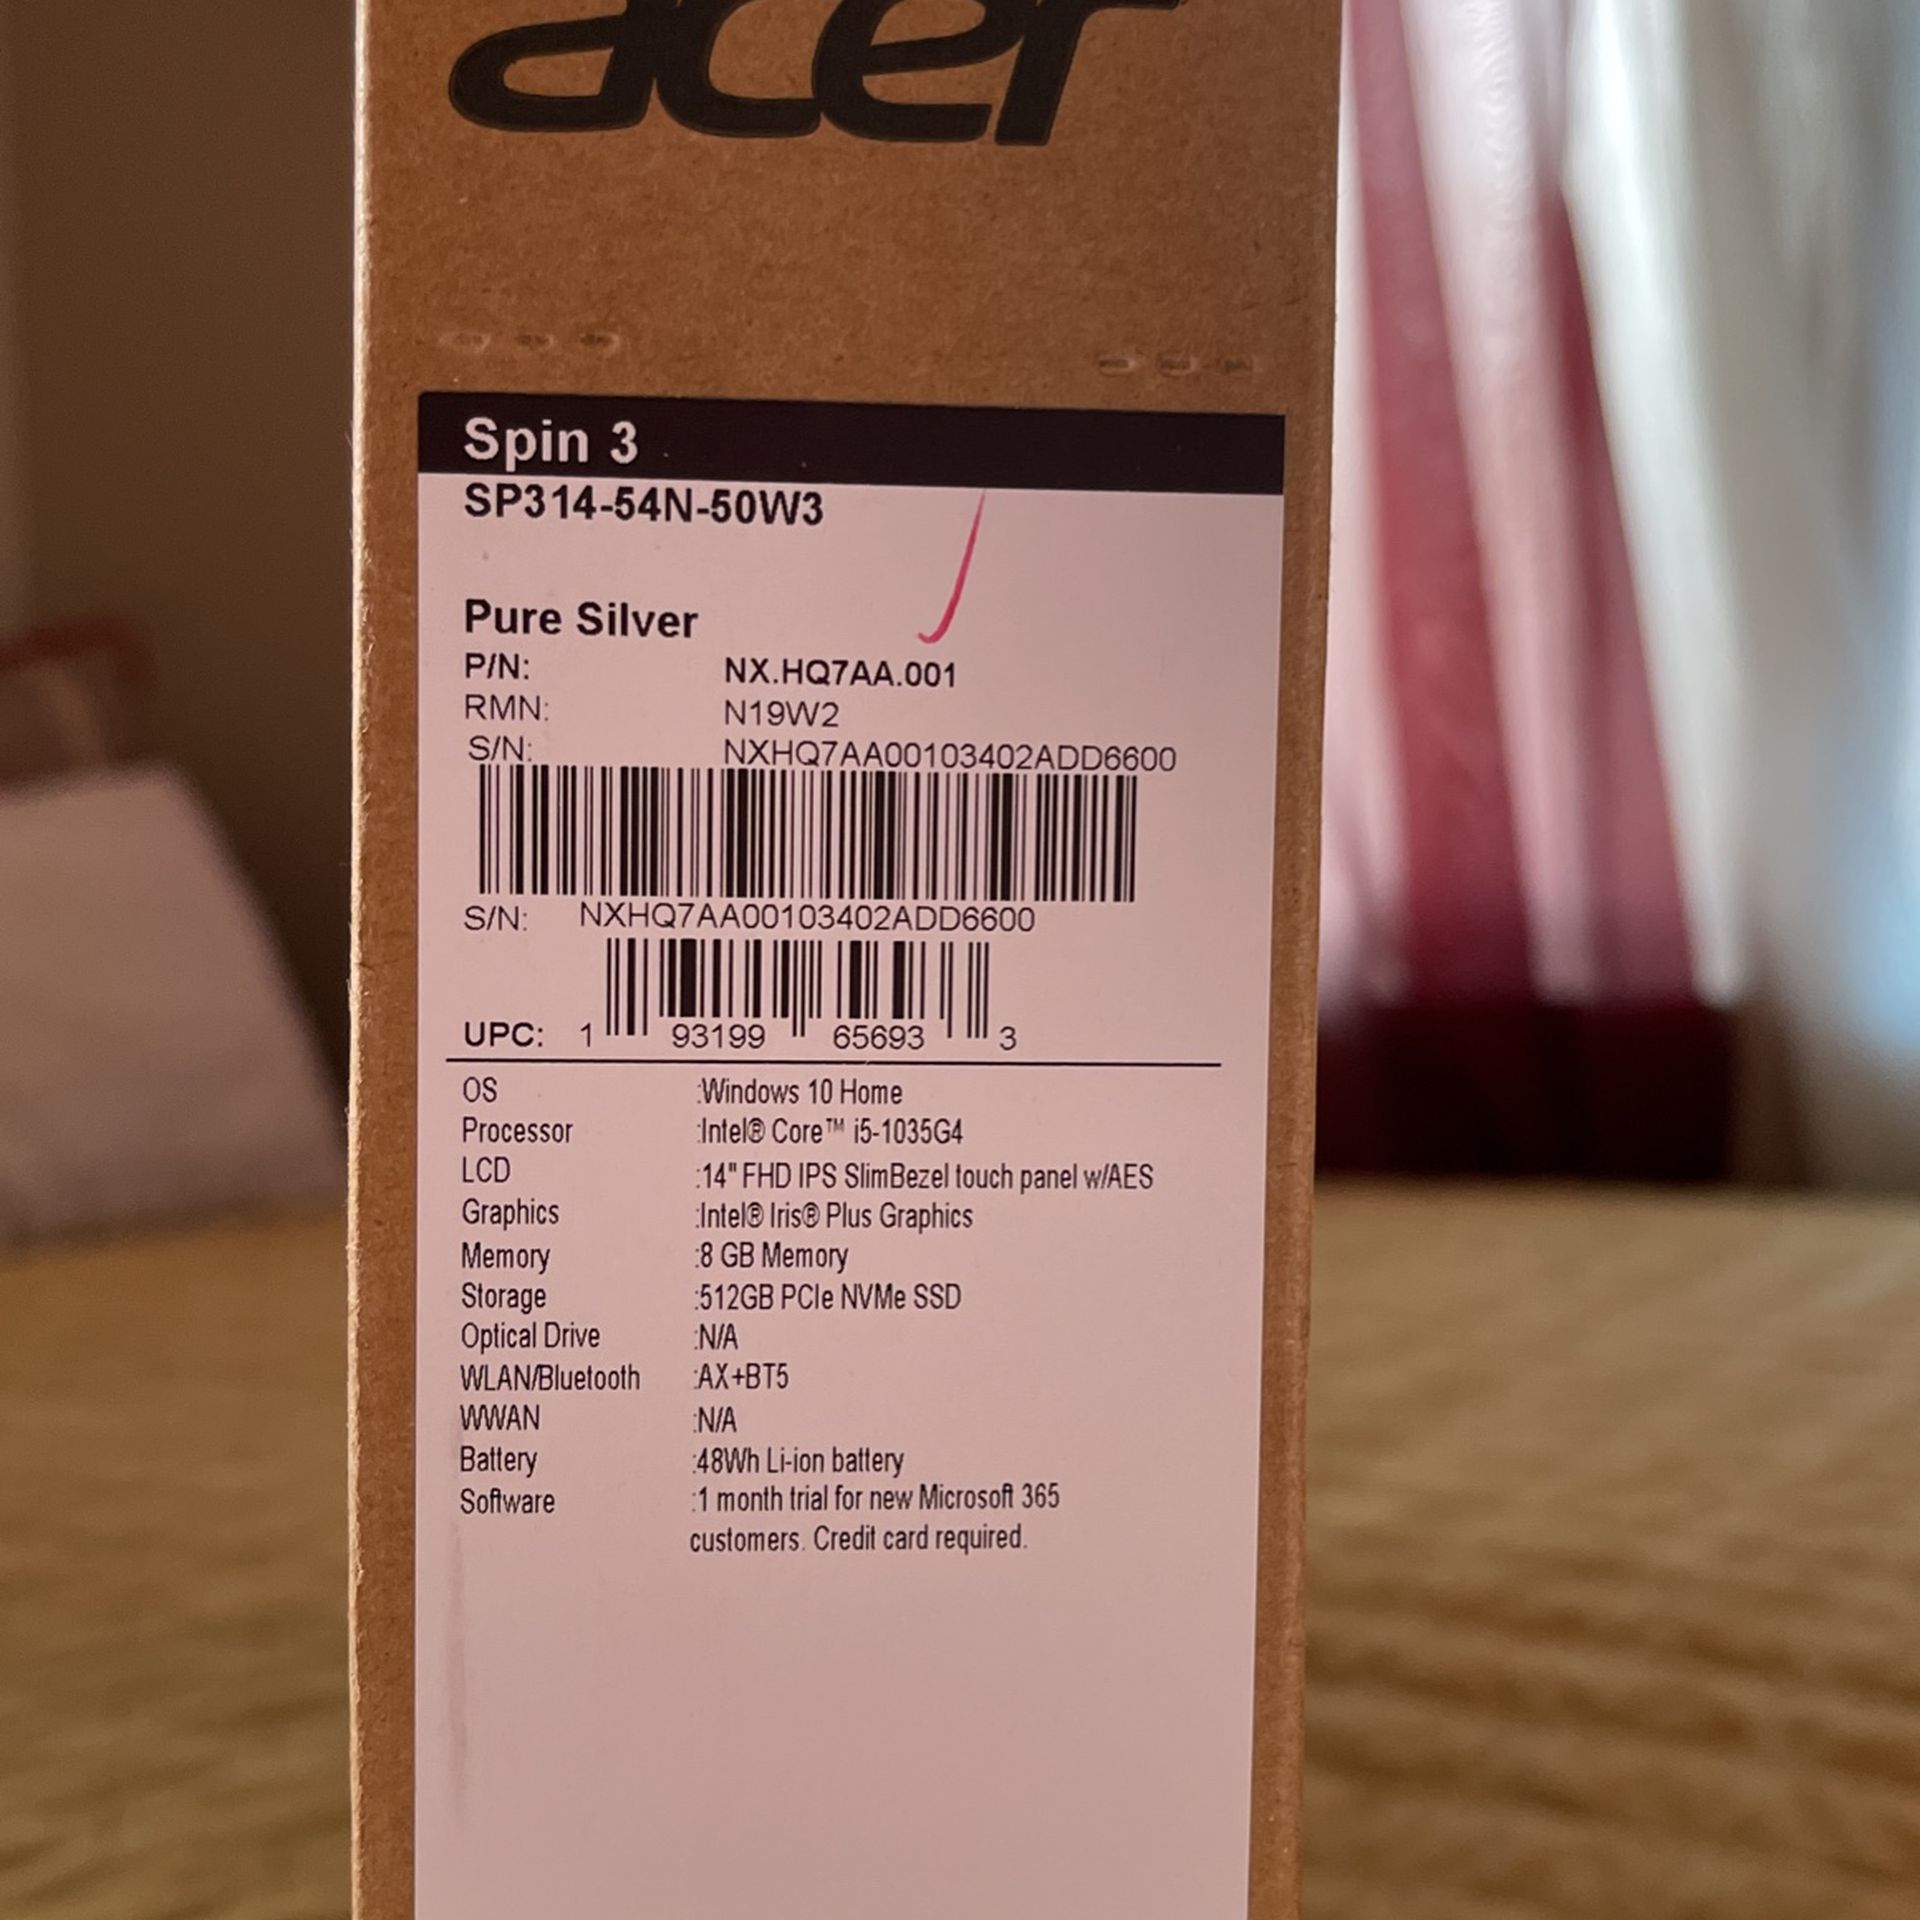 acer
Spin 3
SP314-54N-50W3
Pure Silver
P/N: NX.HQ7AA.001
RMN: N19W2
S/N: NXHQ7AA00103402ADD6600
S/N: NXHQ7AA00103402ADD6600
UPC: 1 93199 65693 3
OS :Windows 10 Home
Processor :Intel® Core™ i5-1035G4
LCD :14" FHD IPS SlimBezel touch panel w/AES
Graphics :Intel® Iris® Plus Graphics
Memory :8 GB Memory
Storage :512GB PCIe NVMe SSD
Optical Drive :N/A
WLAN/Bluetooth :AX+BT5
WWAN :N/A
Battery :48Wh Li-ion battery
Software :1 month trial for new Microsoft 365
customers. Credit card required.